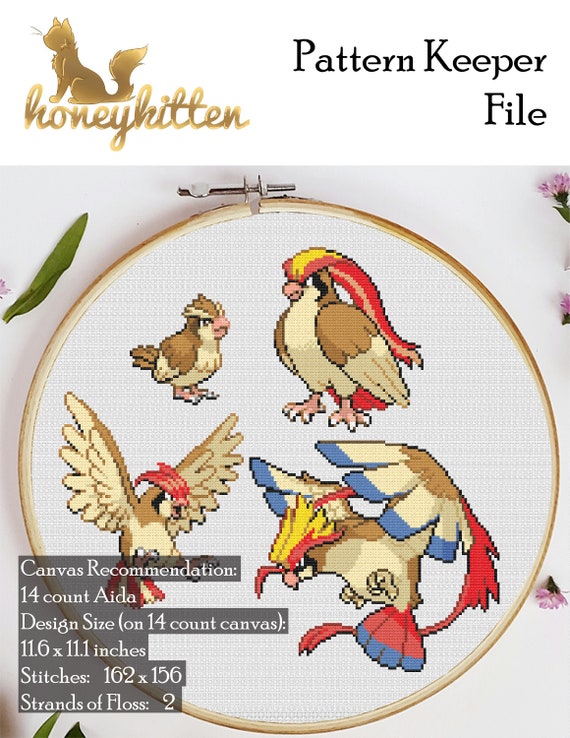 honeykitten
Pattern Keeper
File
Canvas Recommendation:
14 count Aida
Design Size (on 14 count canvas):
11.6 x 11.1 inches
Stitches: 162 x 156
Strands of Floss: 2